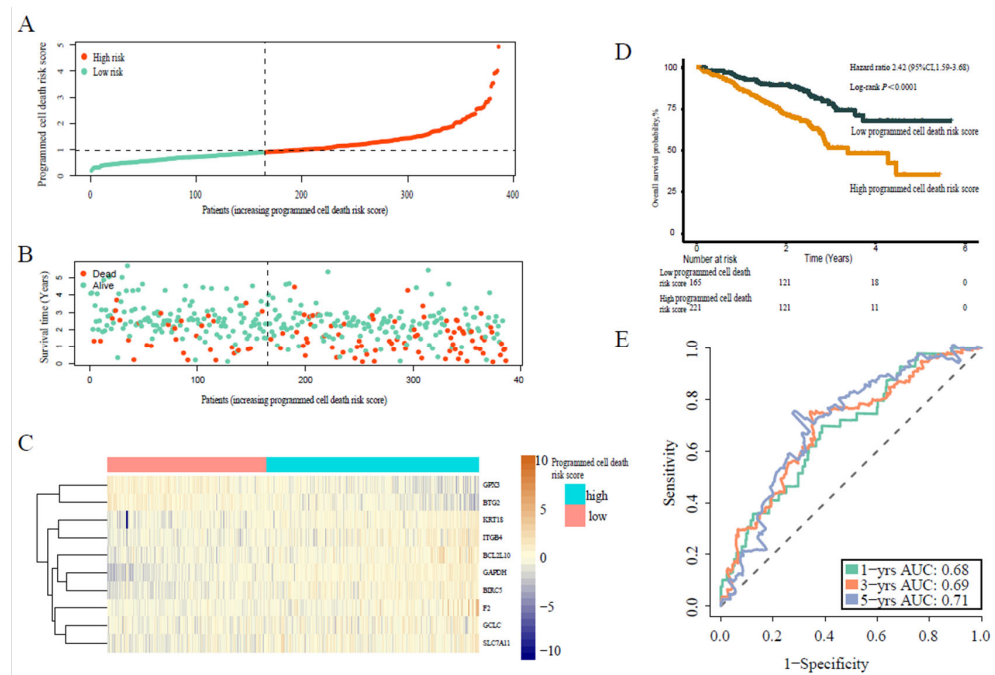 A
Programmed cell death risk score
5
4
3
2
1
0
High risk
Low risk
0 100 200 300 400
Patients (increasing programmed cell death risk score)
B
Survival time (Years)
5
4
3
2
1
0
Dead
Alive
0 100 200 300 40
Patients (increasing programmed cell death risk score)
C
GPX3
BTG2
KRT18
ITGB4
BCL2L10
GAPDH
BIRC5
F2
GCLC
SLC7A11
10
5
0
−5
−10
Programmed cell death
risk score
high
low
D
Overall survival probability,%
100
75
50
25
0
Hazard ratio 2.42 (95%CI,1.59-3.68)
Log-rank P＜0.0001
Low programmed cell death risk score
High programmed cell death risk score
0 2 4 6
Number at risk
Time (Years)
Low programmed cell death
risk score 165 121 18 0
High programmed cell death
risk score 221 121 11 0
E
Sensitivity
1.0
0.8
0.6
0.4
0.2
0.0
1−yrs AUC: 0.68
3−yrs AUC: 0.69
5−yrs AUC: 0.71
0.0 0.2 0.4 0.6 0.8 1.0
1−Specificity